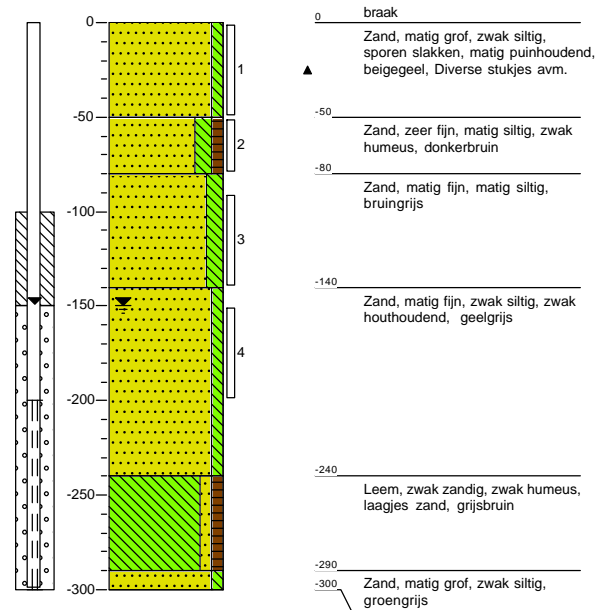 0
-50
-100
-150
-200
-250
-300
1
2
3
4
0 braak
Zand, matig grof, zwak siltig,
sporen slakken, matig puinhoudend,
beigegeel, Diverse stukjes avm.
-50
Zand, zeer fijn, matig siltig, zwak
humeus, donkerbruin
-80
Zand, matig fijn, matig siltig,
bruingrijs
-140
Zand, matig fijn, zwak siltig, zwak
houthoudend, geelgrijs
-240
Leem, zwak zandig, zwak humeus,
laagjes zand, grijsbruin
-290
-300
Zand, matig grof, zwak siltig,
groengrijs